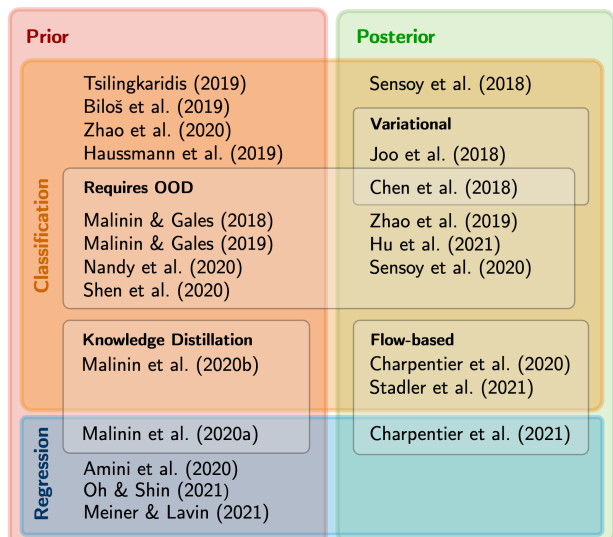 Prior
Posterior
Classification
Tsilingkaridis (2019)
Biloš et al. (2019)
Zhao et al. (2020)
Haussmann et al. (2019)
Sensoy et al. (2018)
Variational
Joo et al. (2018)
Chen et al. (2018)
Requires OOD
Malinin & Gales (2018)
Malinin & Gales (2019)
Nandy et al. (2020)
Shen et al. (2020)
Zhao et al. (2019)
Hu et al. (2021)
Sensoy et al. (2020)
Knowledge Distillation
Malinin et al. (2020b)
Flow-based
Charpentier et al. (2020)
Stadler et al. (2021)
Regression
Malinin et al. (2020a)
Charpentier et al. (2021)
Amini et al. (2020)
Oh & Shin (2021)
Meiner & Lavin (2021)